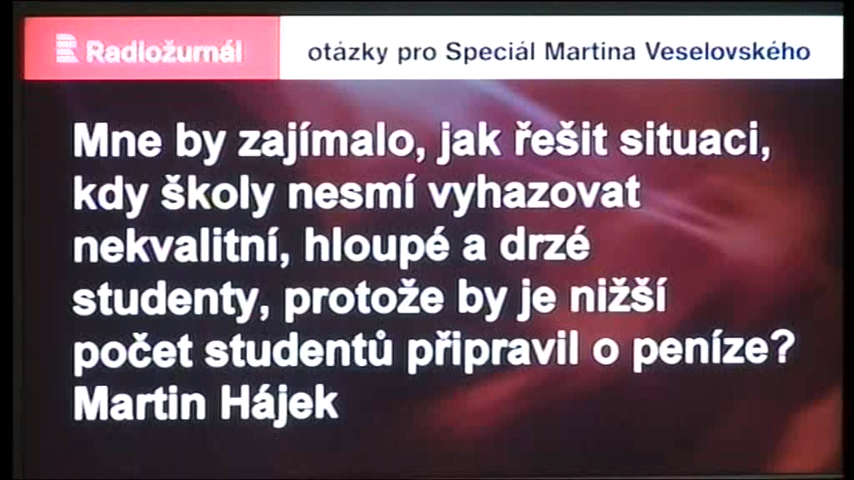 Radiožurnál
otázky pro Speciál Martina Veselovského
Mne by zajímalo, jak řešit situaci,
kdy školy nesmí vyhazovat
nekvalitní, hloupé a drzé
studenty, protože by je nižší
počet studentů připravil o peníze?
Martin Hájek